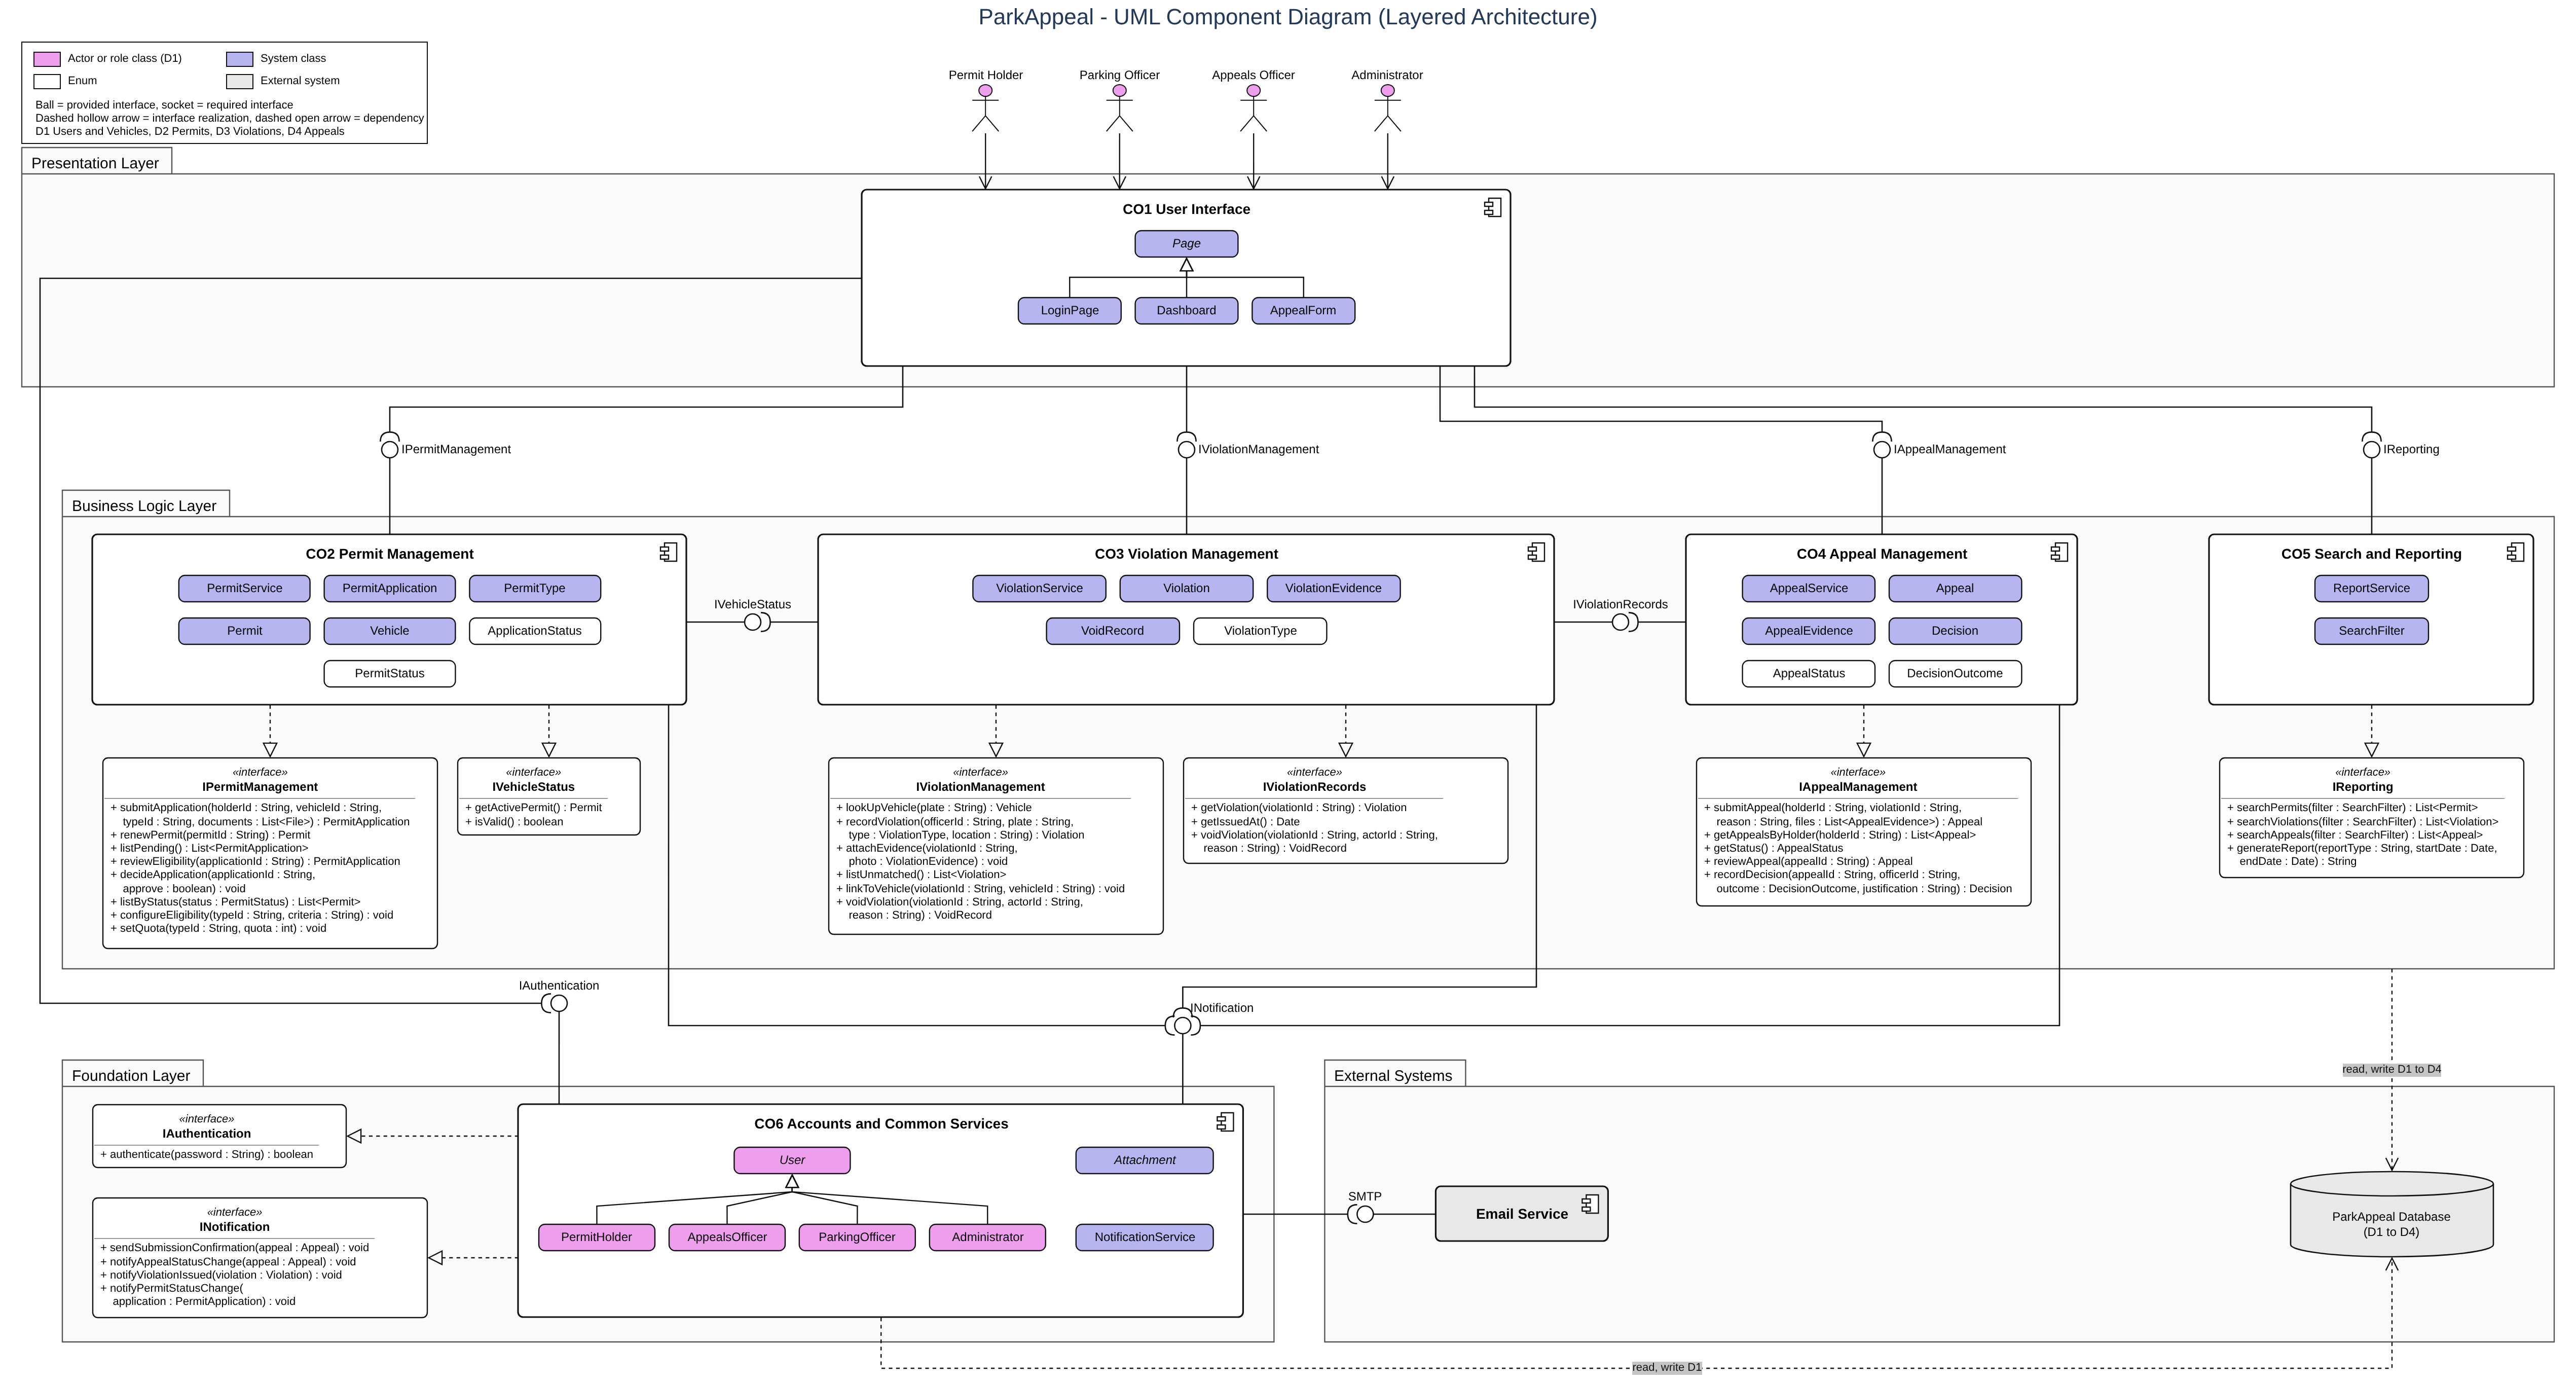 ParkAppeal - UML Component Diagram (Layered Architecture)
Actor or role class (D1)
System class
Enum
External system
Ball = provided interface, socket = required interface
Dashed hollow arrow = interface realization, dashed open arrow = dependency
D1 Users and Vehicles, D2 Permits, D3 Violations, D4 Appeals
Permit Holder
Parking Officer
Appeals Officer
Administrator
Presentation Layer
CO1 User Interface
Page
LoginPage
Dashboard
AppealForm
IPermitManagement
IViolationManagement
IAppealManagement
IReporting
Business Logic Layer
CO2 Permit Management
PermitService
PermitApplication
PermitType
Permit
Vehicle
ApplicationStatus
PermitStatus
IVehicleStatus
CO3 Violation Management
ViolationService
Violation
ViolationEvidence
VoidRecord
ViolationType
IViolationRecords
CO4 Appeal Management
AppealService
Appeal
AppealEvidence
Decision
AppealStatus
DecisionOutcome
CO5 Search and Reporting
ReportService
SearchFilter
«interface»
IPermitManagement
+ submitApplication(holderId : String, vehicleId : String,
typeId : String, documents : List<File>) : PermitApplication
+ renewPermit(permitId : String) : Permit
+ listPending() : List<PermitApplication>
+ reviewEligibility(applicationId : String) : PermitApplication
+ decideApplication(applicationId : String,
approve : boolean) : void
+ listByStatus(status : PermitStatus) : List<Permit>
+ configureEligibility(typeId : String, criteria : String) : void
+ setQuota(typeId : String, quota : int) : void
«interface»
IVehicleStatus
+ getActivePermit() : Permit
+ isValid() : boolean
«interface»
IViolationManagement
+ lookUpVehicle(plate : String) : Vehicle
+ recordViolation(officerId : String, plate : String,
type : ViolationType, location : String) : Violation
+ attachEvidence(violationId : String,
photo : ViolationEvidence) : void
+ listUnmatched() : List<Violation>
+ linkToVehicle(violationId : String, vehicleId : String) : void
+ voidViolation(violationId : String, actorId : String,
reason : String) : VoidRecord
«interface»
IViolationRecords
+ getViolation(violationId : String) : Violation
+ getIssuedAt() : Date
+ voidViolation(violationId : String, actorId : String,
reason : String) : VoidRecord
«interface»
IAppealManagement
+ submitAppeal(holderId : String, violationId : String,
reason : String, files : List<AppealEvidence>) : Appeal
+ getAppealsByHolder(holderId : String) : List<Appeal>
+ getStatus() : AppealStatus
+ reviewAppeal(appealId : String) : Appeal
+ recordDecision(appealId : String, officerId : String,
outcome : DecisionOutcome, justification : String) : Decision
«interface»
IReporting
+ searchPermits(filter : SearchFilter) : List<Permit>
+ searchViolations(filter : SearchFilter) : List<Violation>
+ searchAppeals(filter : SearchFilter) : List<Appeal>
+ generateReport(reportType : String, startDate : Date,
endDate : Date) : String
IAuthentication
INotification
read, write D1 to D4
Foundation Layer
«interface»
IAuthentication
+ authenticate(password : String) : boolean
«interface»
INotification
+ sendSubmissionConfirmation(appeal : Appeal) : void
+ notifyAppealStatusChange(appeal : Appeal) : void
+ notifyViolationIssued(violation : Violation) : void
+ notifyPermitStatusChange(
application : PermitApplication) : void
CO6 Accounts and Common Services
User
Attachment
PermitHolder
AppealsOfficer
ParkingOfficer
Administrator
NotificationService
External Systems
SMTP
Email Service
ParkAppeal Database
(D1 to D4)
read, write D1